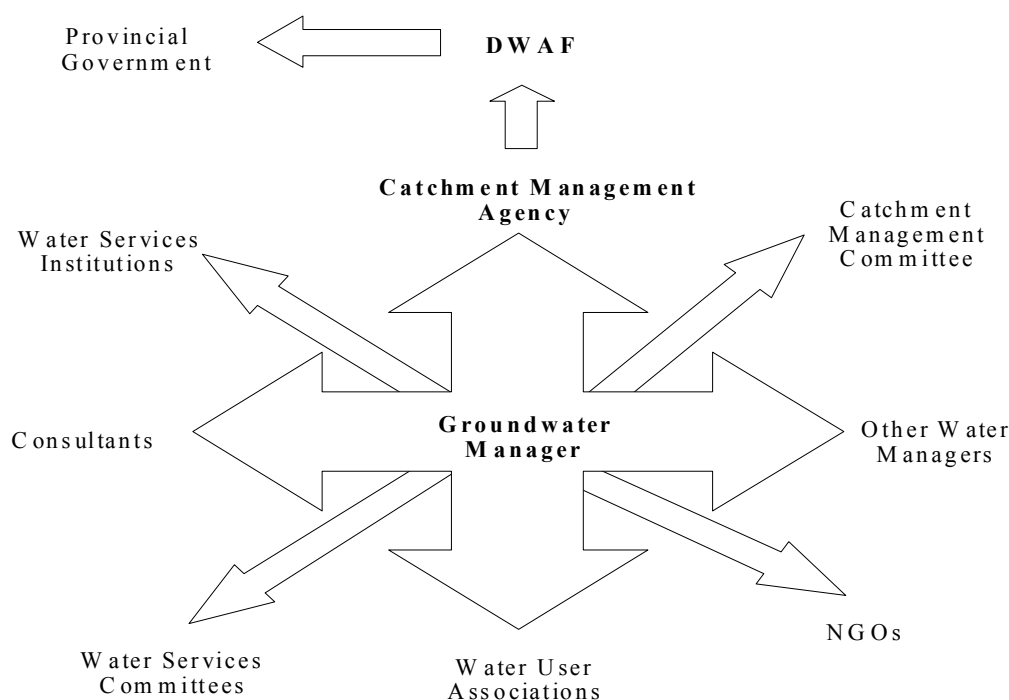 Provincial
Government
DWAF
Catchment Management
Agency
Catchment
Management
Committee
Water Services
Institutions
Groundwater
Manager
Consultants
Other Water
Managers
NGOs
Water Services
Committees
Water User
Associations